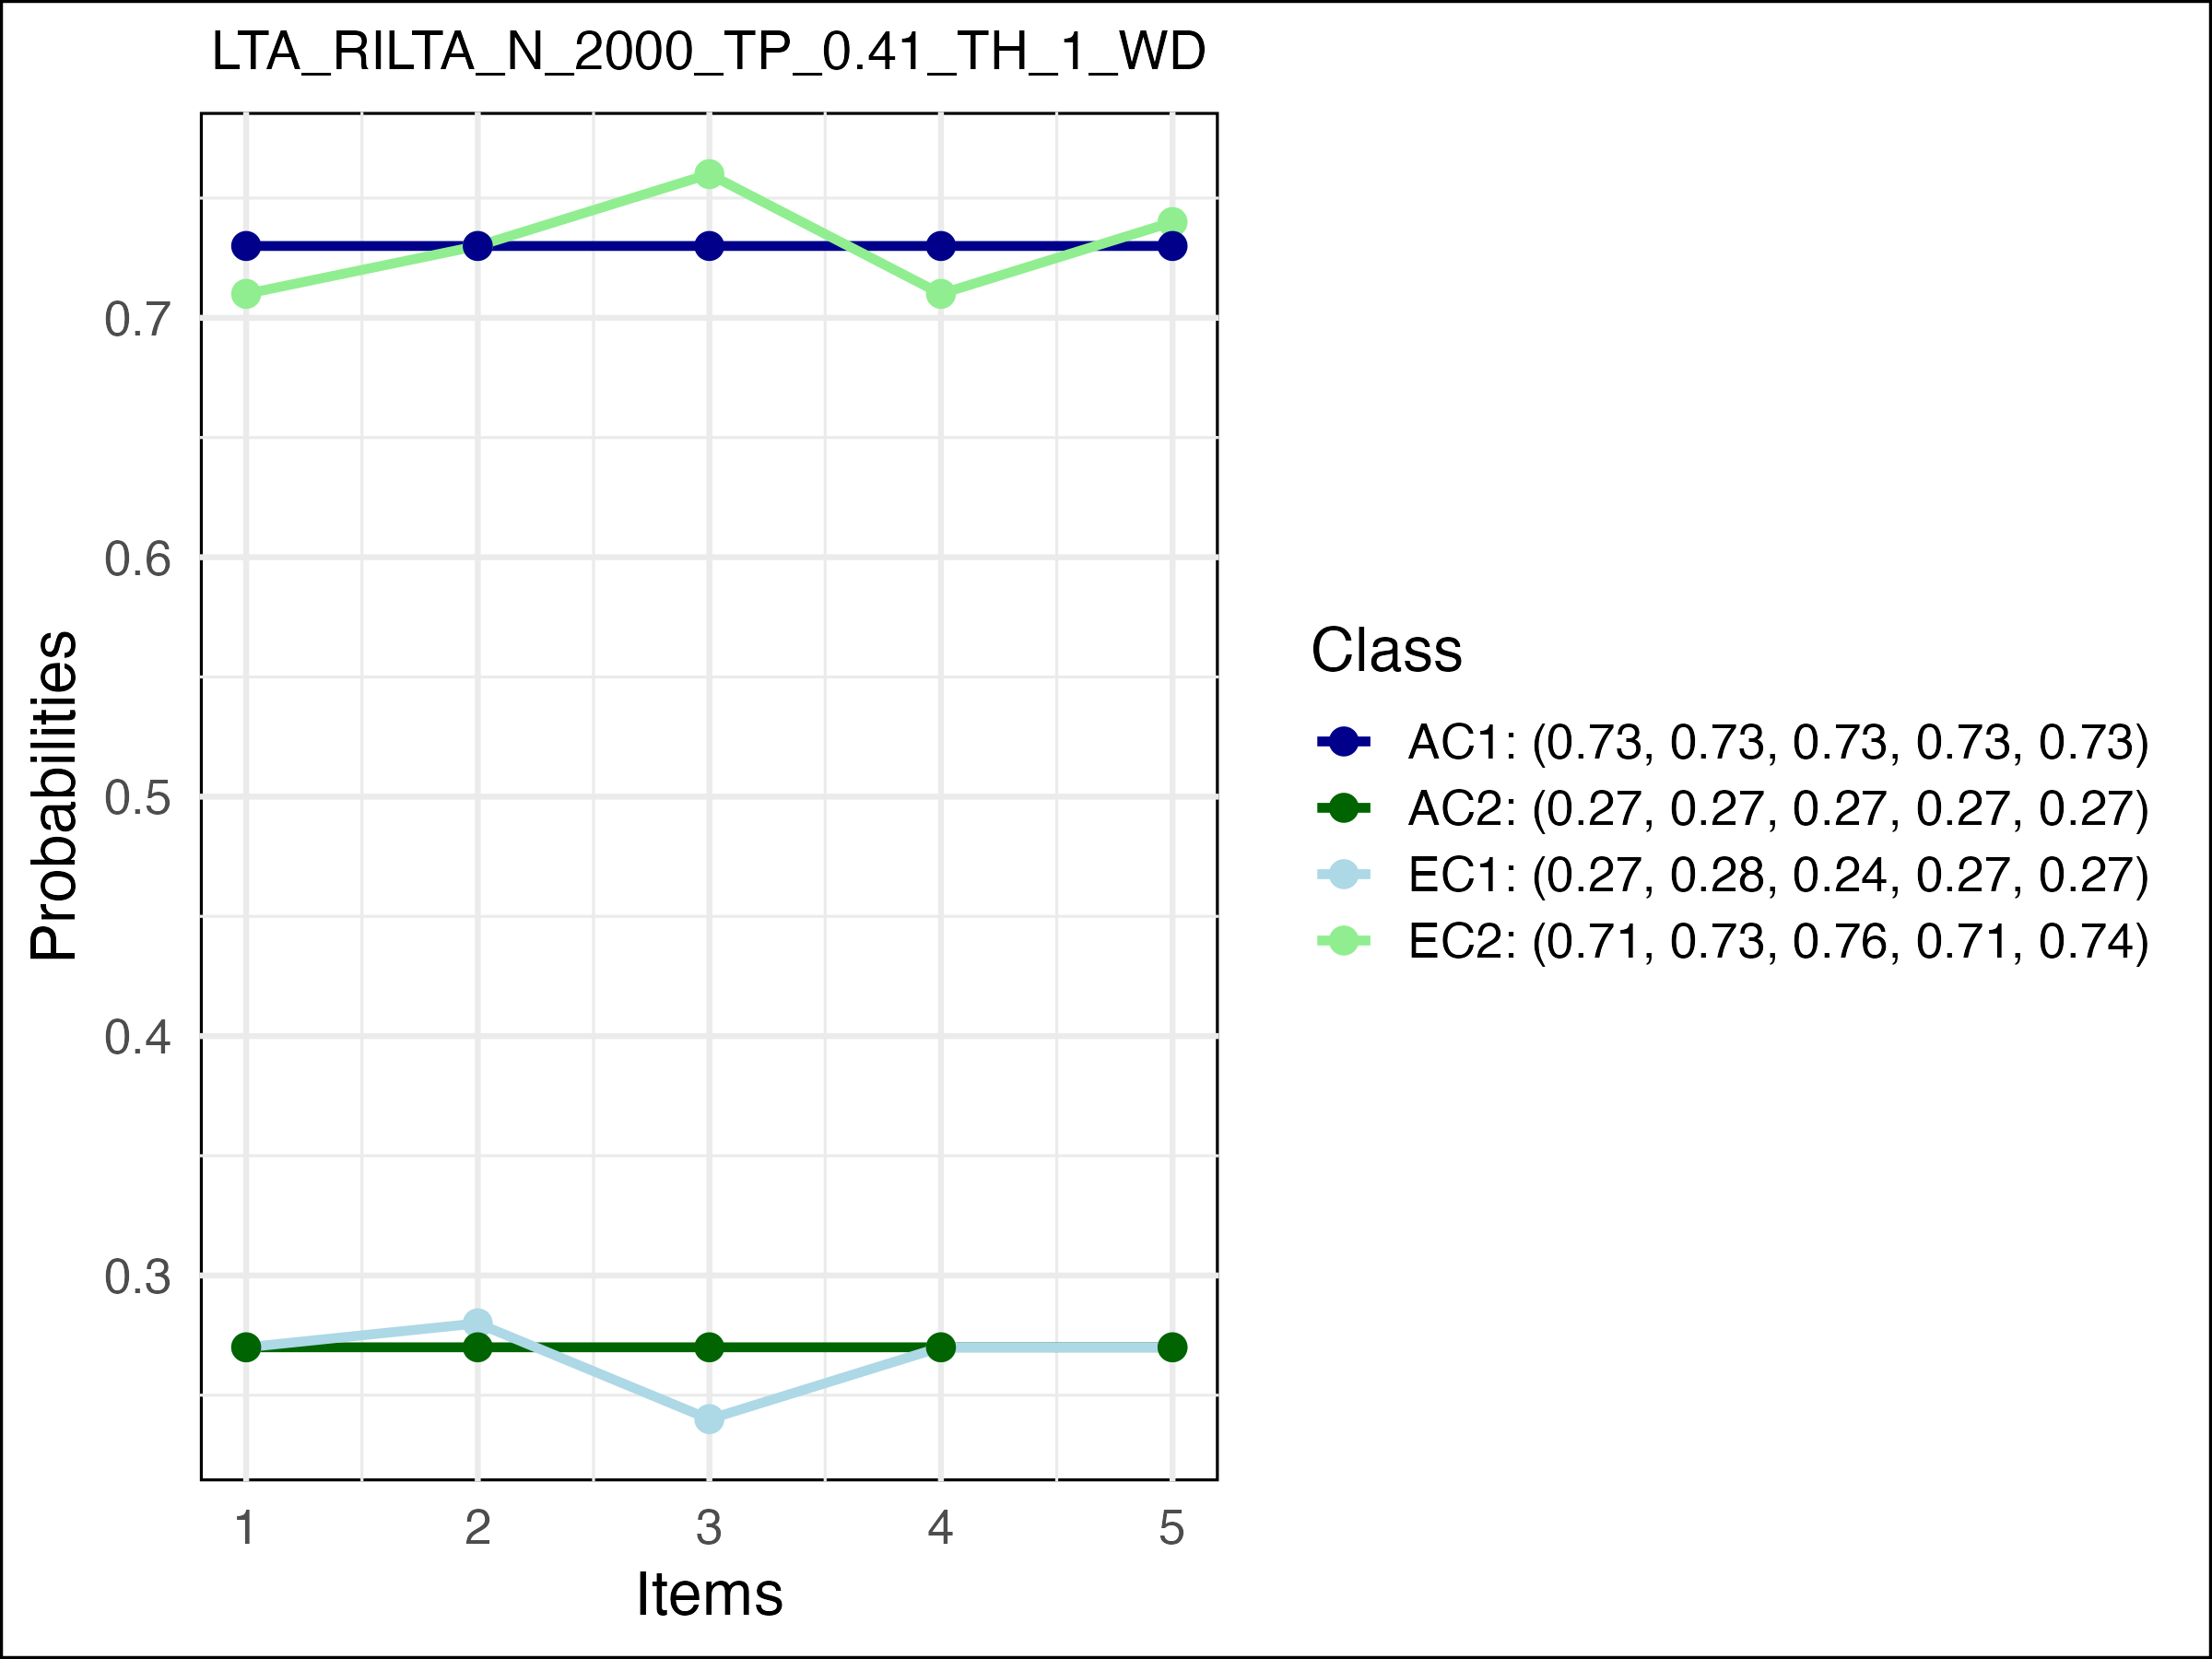 LTA_RILTA_N_2000_TP_0.41_TH_1_WD
0.7
0.6
0.5
0.4
0.3
Probabilities
1 2 3 4 5
Items
Class
AC1: (0.73, 0.73, 0.73, 0.73, 0.73)
AC2: (0.27, 0.27, 0.27, 0.27, 0.27)
EC1: (0.27, 0.28, 0.24, 0.27, 0.27)
EC2: (0.71, 0.73, 0.76, 0.71, 0.74)